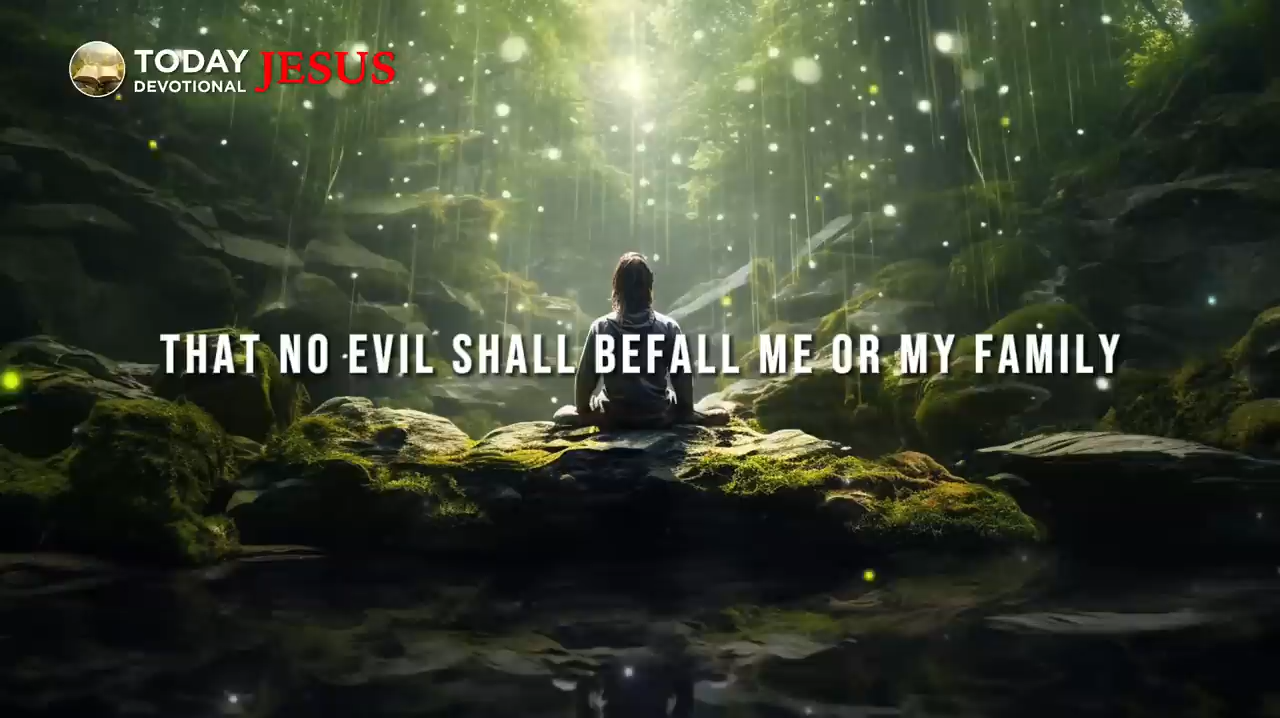 TODAY
DEVOTIONAL
JESUS
THAT NO EVIL SHALL BEFALL ME OR MY FAMILY